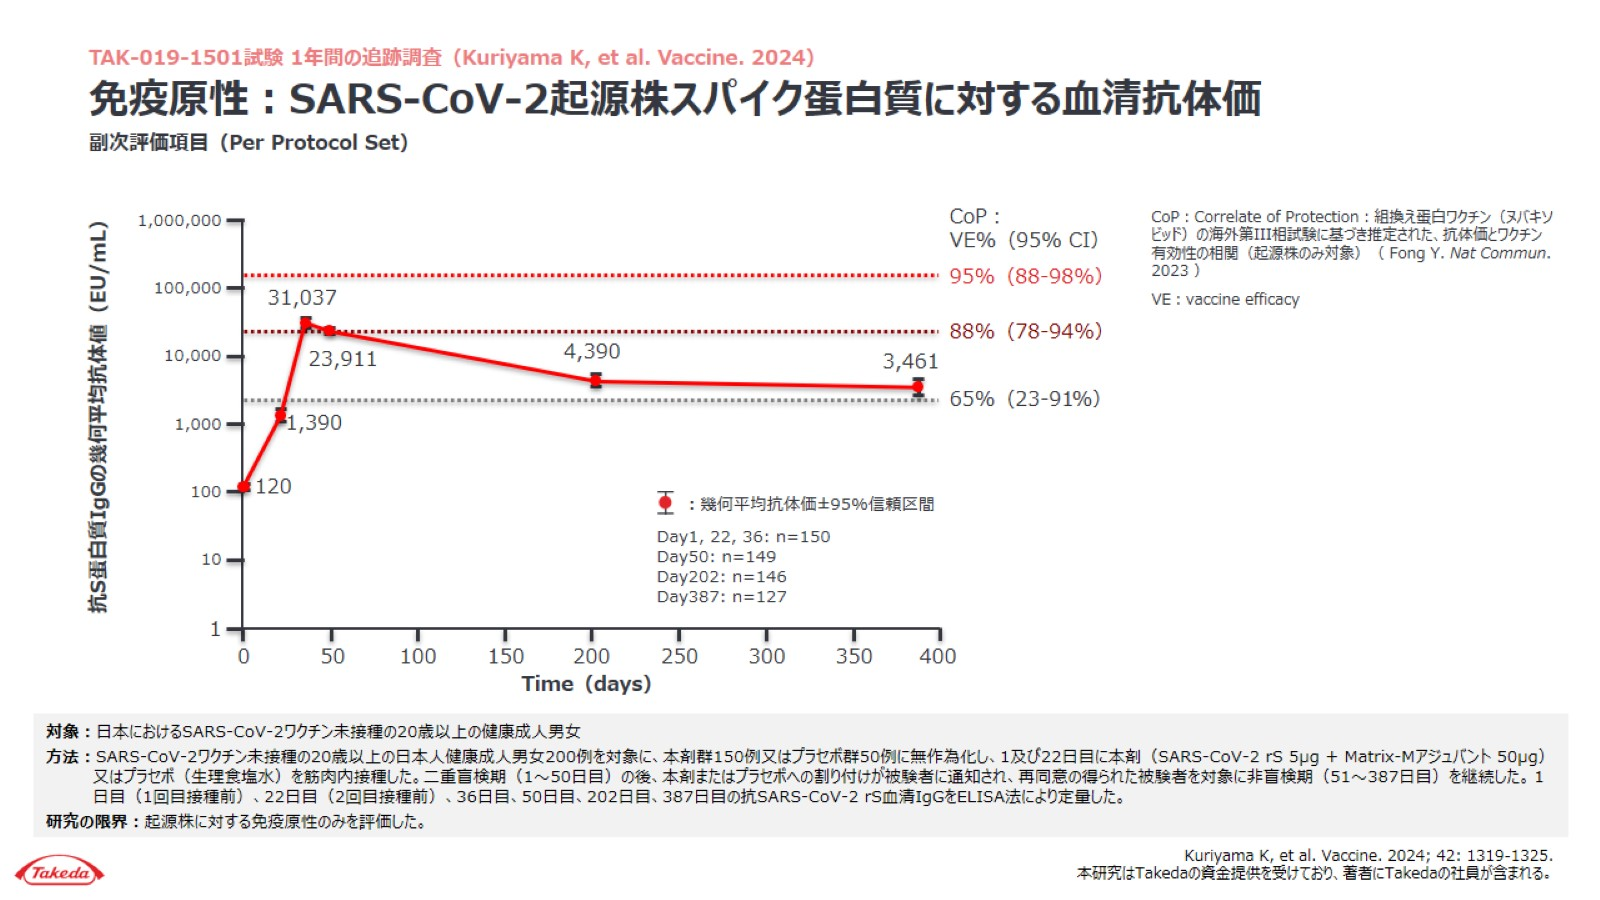 TAK-019-1501試験 1年間の追跡調査（Kuriyama K, et al. Vaccine. 2024）
免疫原性：SARS-CoV-2起源株スパイク蛋白質に対する血清抗体価
副次評価項目（Per Protocol Set）
抗S蛋白質IgGの幾何平均抗体値（EU/mL）
1,000,000
100,000
10,000
1,000
100
10
1
31,037
23,911
1,390
120
4,390
3,461
CoP：
VE%（95% CI）
95%（88-98%）
88%（78-94%）
65%（23-91%）
CoP：Correlate of Protection：組換え蛋白ワクチン（ヌバキソ
ビッド）の海外第III相試験に基づき推定された、抗体価とワクチン
有効性の相関（起源株のみ対象）（ Fong Y. Nat Commun.
2023 ）
VE：vaccine efficacy
：幾何平均抗体価±95%信頼区間
Day1, 22, 36: n=150
Day50: n=149
Day202: n=146
Day387: n=127
0 50 100 150 200 250 300 350 400
Time（days）
対象：日本におけるSARS-CoV-2ワクチン未接種の20歳以上の健康成人男女
方法：SARS-CoV-2ワクチン未接種の20歳以上の日本人健康成人男女200例を対象に、本剤群150例又はプラセボ群50例に無作為化し、1及び22日目に本剤（SARS-CoV-2 rS 5μg + Matrix-Mアジュバント 50μg）
又はプラセボ（生理食塩水）を筋肉内接種した。二重盲検期（1～50日目）の後、本剤またはプラセボへの割り付けが被験者に通知され、再同意の得られた被験者を対象に非盲検期（51～387日目）を継続した。1
日目（1回目接種前）、22日目（2回目接種前）、36日目、50日目、202日目、387日目の抗SARS-CoV-2 rS血清IgGをELISA法により定量した。
研究の限界：起源株に対する免疫原性のみを評価した。
Takeda
Kuriyama K, et al. Vaccine. 2024; 42: 1319-1325.
本研究はTakedaの資金提供を受けており、著者にTakedaの社員が含まれる。